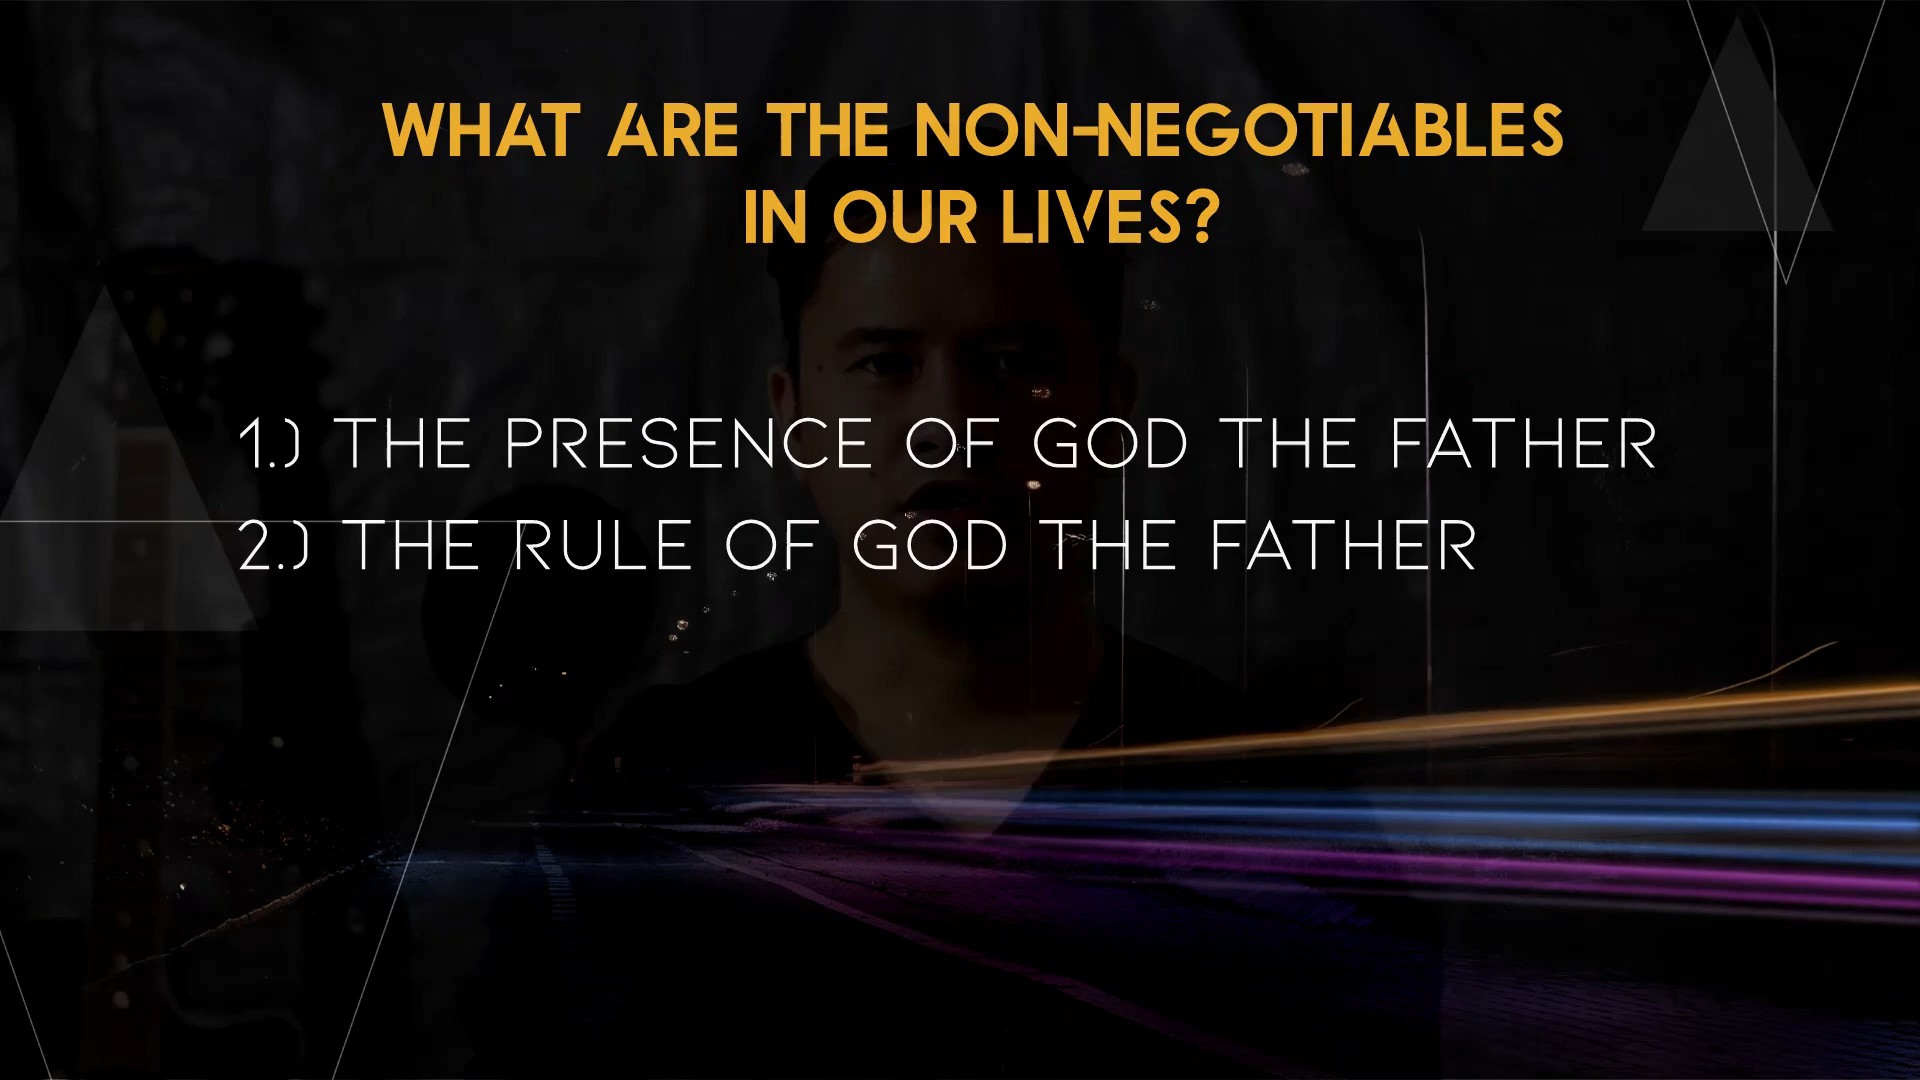 WHAT ARE THE NON-NEGOTIABLES
IN OUR LIVES?
1.) THE PRESENCE OF GOD THE FATHER
2.) THE RULE OF GOD THE FATHER